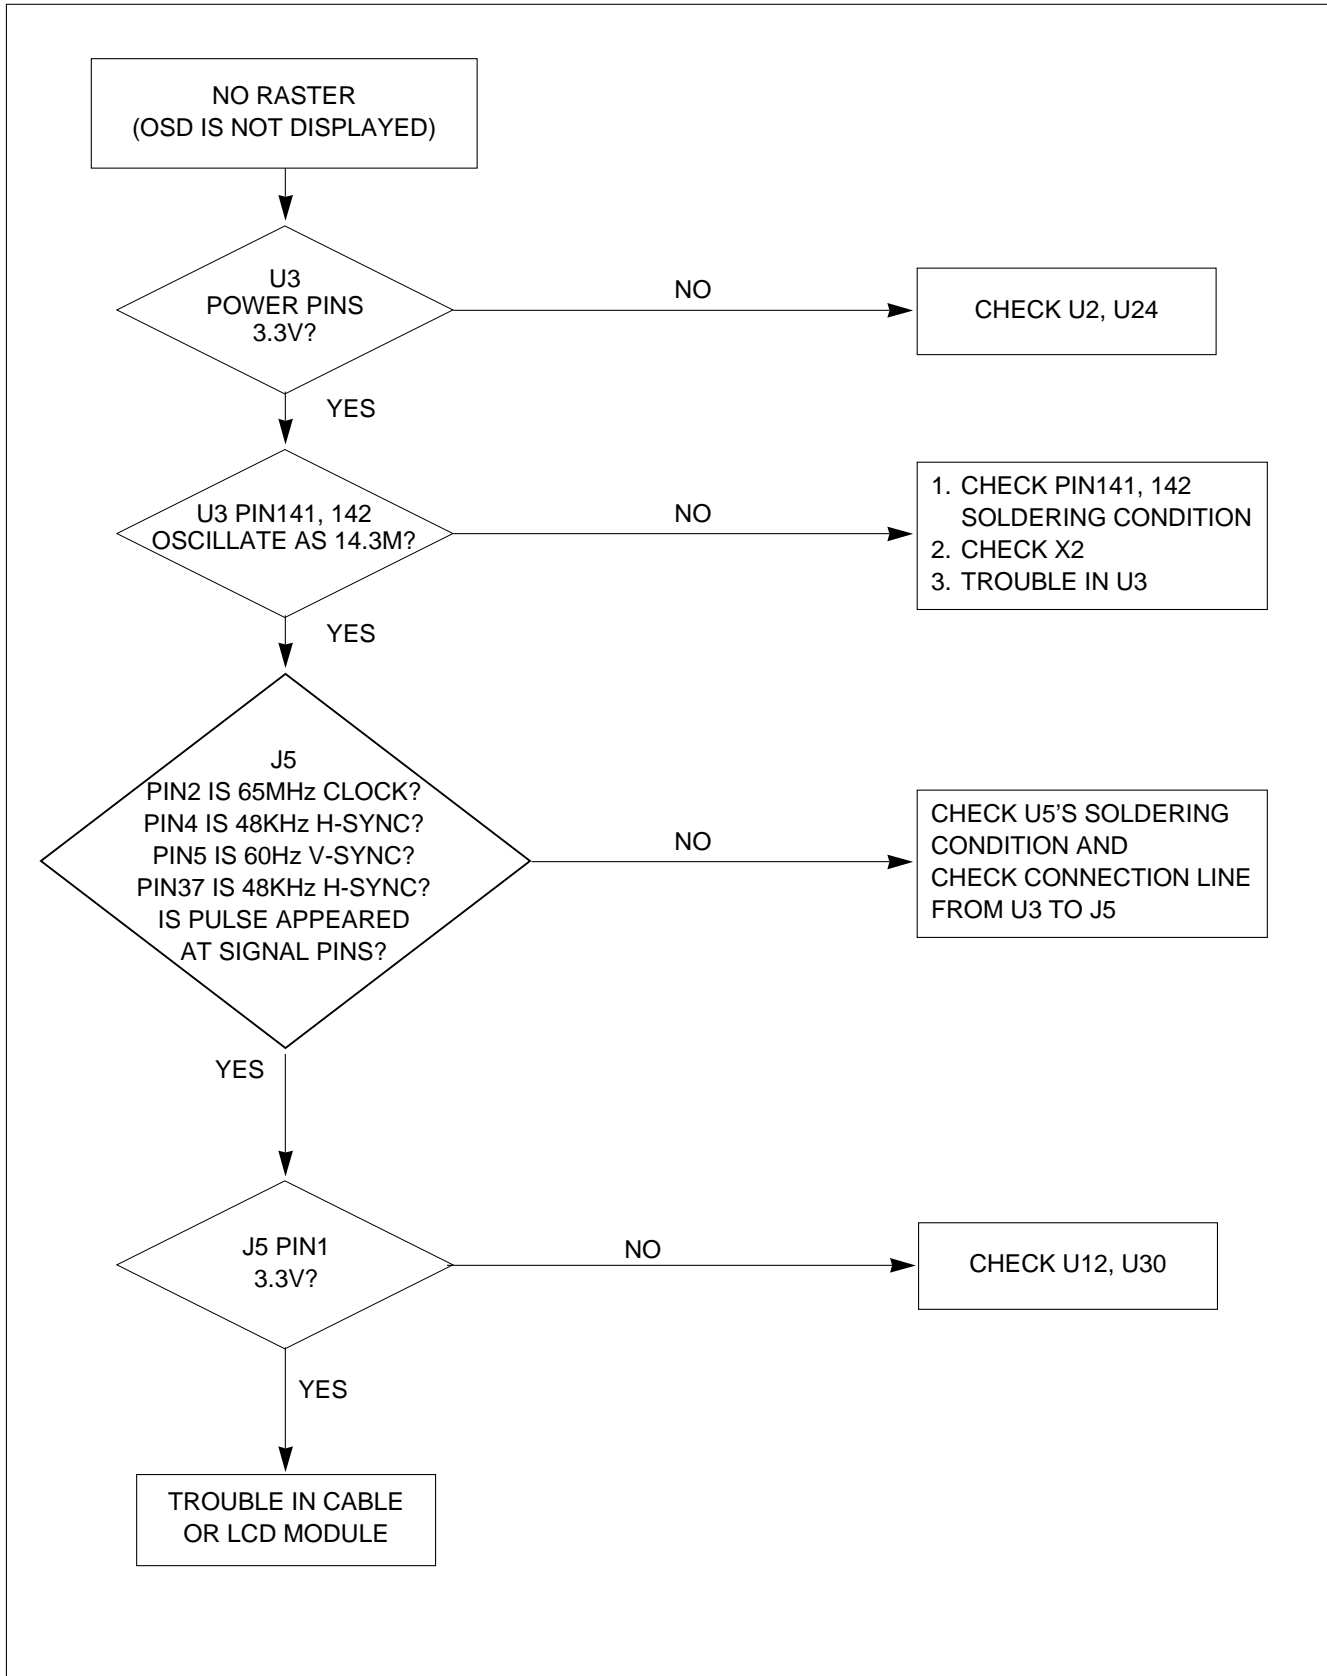 NO RASTER
(OSD IS NOT DISPLAYED)
U3
POWER PINS
3.3V?
NO
CHECK U2, U24
YES
U3 PIN141, 142
OSCILLATE AS 14.3M?
NO
1. CHECK PIN141, 142
SOLDERING CONDITION
2. CHECK X2
3. TROUBLE IN U3
YES
J5
PIN2 IS 65MHz CLOCK?
PIN4 IS 48KHz H-SYNC?
PIN5 IS 60Hz V-SYNC?
PIN37 IS 48KHz H-SYNC?
IS PULSE APPEARED
AT SIGNAL PINS?
NO
CHECK U5'S SOLDERING
CONDITION AND
CHECK CONNECTION LINE
FROM U3 TO J5
YES
J5 PIN1
3.3V?
NO
CHECK U12, U30
YES
TROUBLE IN CABLE
OR LCD MODULE